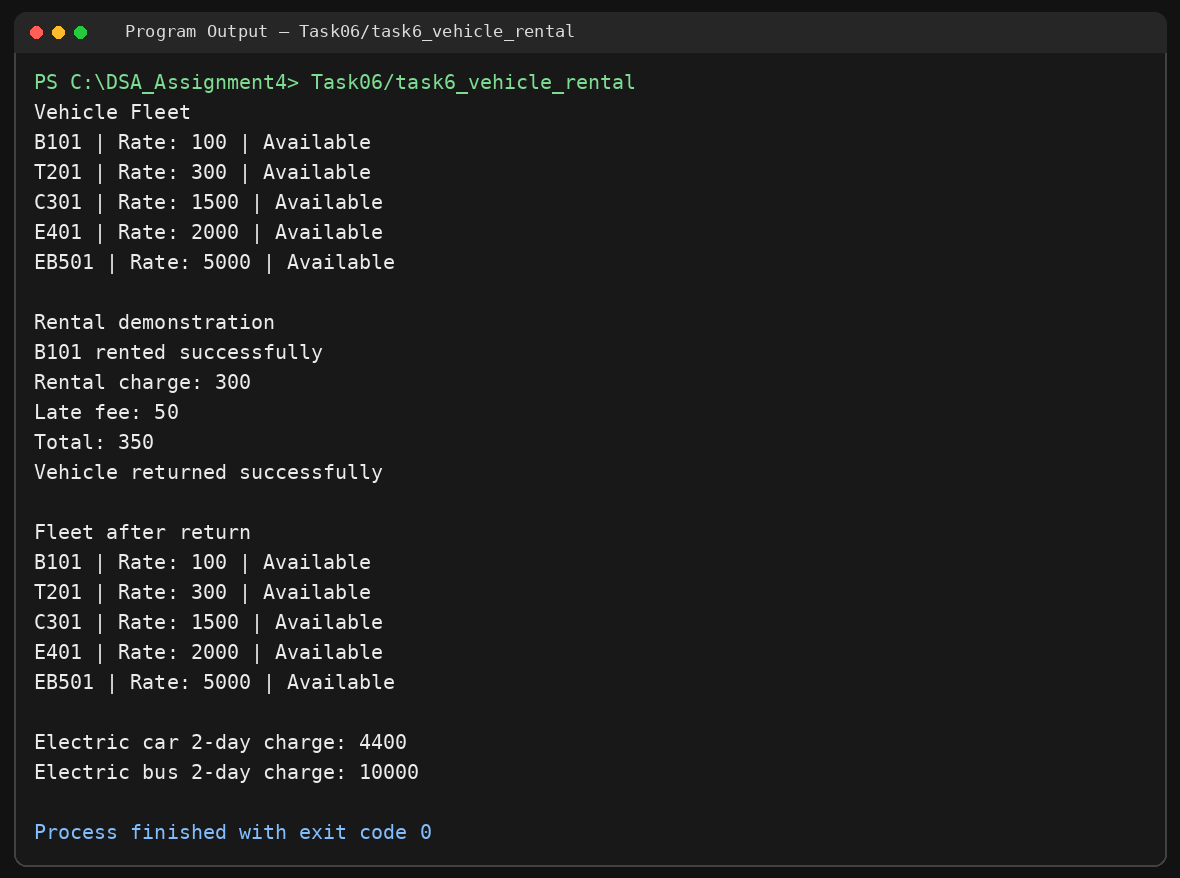 Program Output — Task06/task6_vehicle_rental
PS C:\DSA_Assignment4> Task06/task6_vehicle_rental
Vehicle Fleet
B101 | Rate: 100 | Available
T201 | Rate: 300 | Available
C301 | Rate: 1500 | Available
E401 | Rate: 2000 | Available
EB501 | Rate: 5000 | Available
Rental demonstration
B101 rented successfully
Rental charge: 300
Late fee: 50
Total: 350
Vehicle returned successfully
Fleet after return
B101 | Rate: 100 | Available
T201 | Rate: 300 | Available
C301 | Rate: 1500 | Available
E401 | Rate: 2000 | Available
EB501 | Rate: 5000 | Available
Electric car 2-day charge: 4400
Electric bus 2-day charge: 10000
Process finished with exit code 0